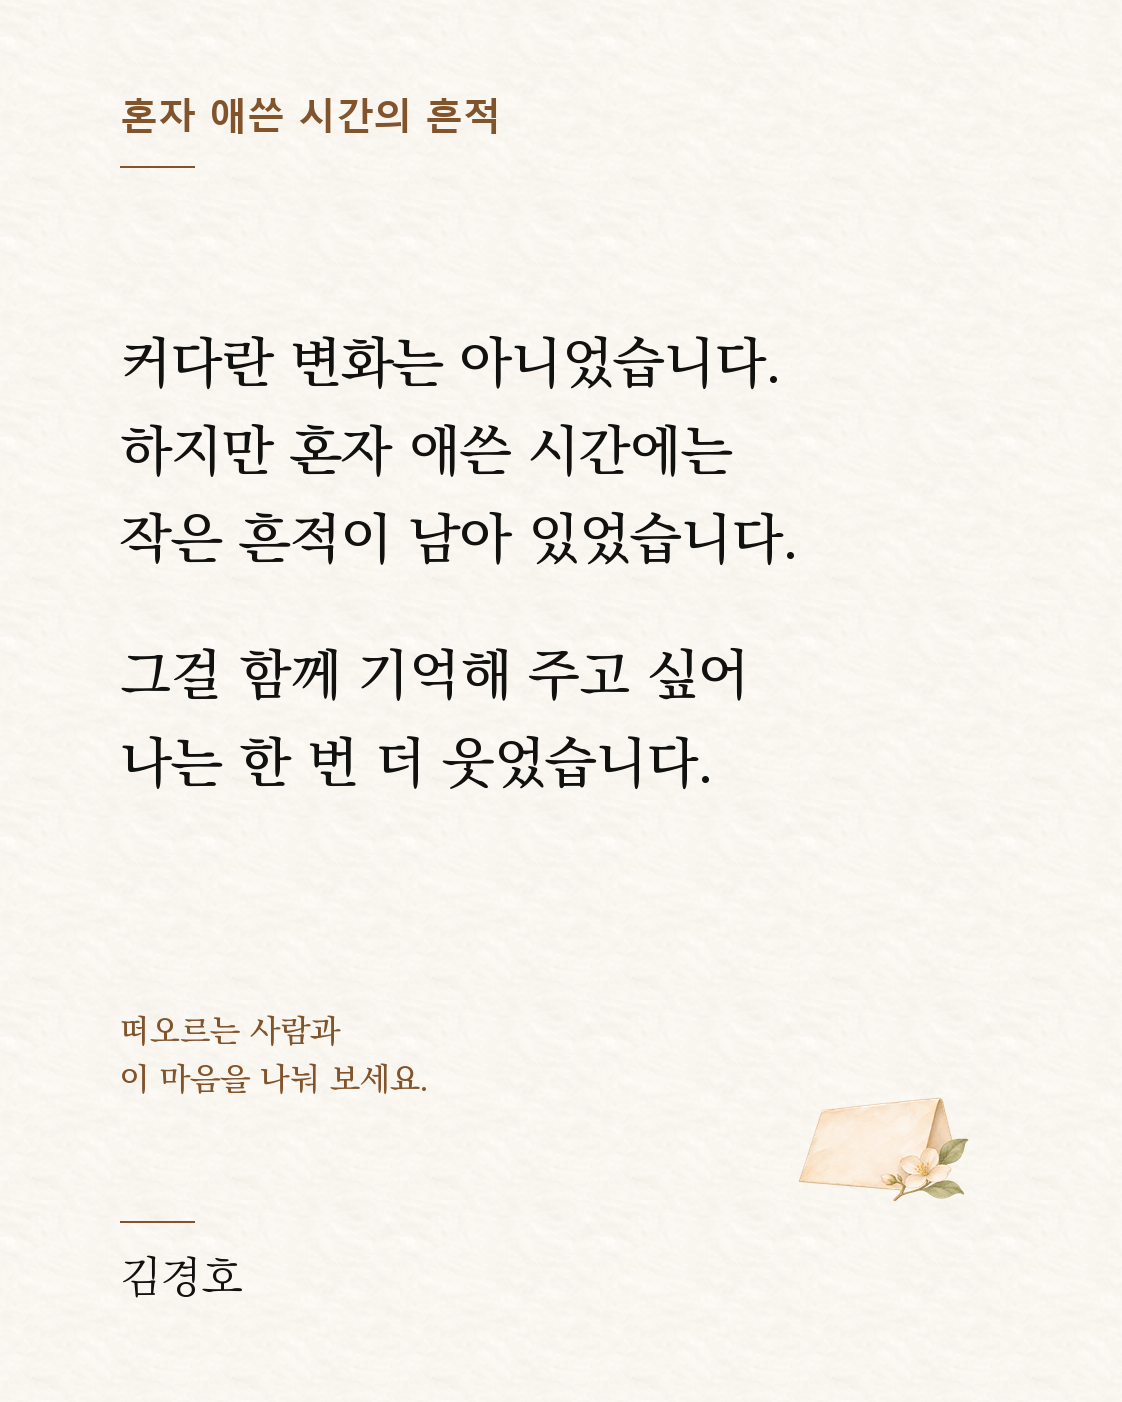 혼자 애쓴 시간의 흔적
커다란 변화는 아니었습니다.
하지만 혼자 애쓴 시간에는
작은 흔적이 남아 있었습니다.
그걸 함께 기억해 주고 싶어
나는 한 번 더 웃었습니다.
떠오르는 사람과
이 마음을 나눠 보세요.
김경호